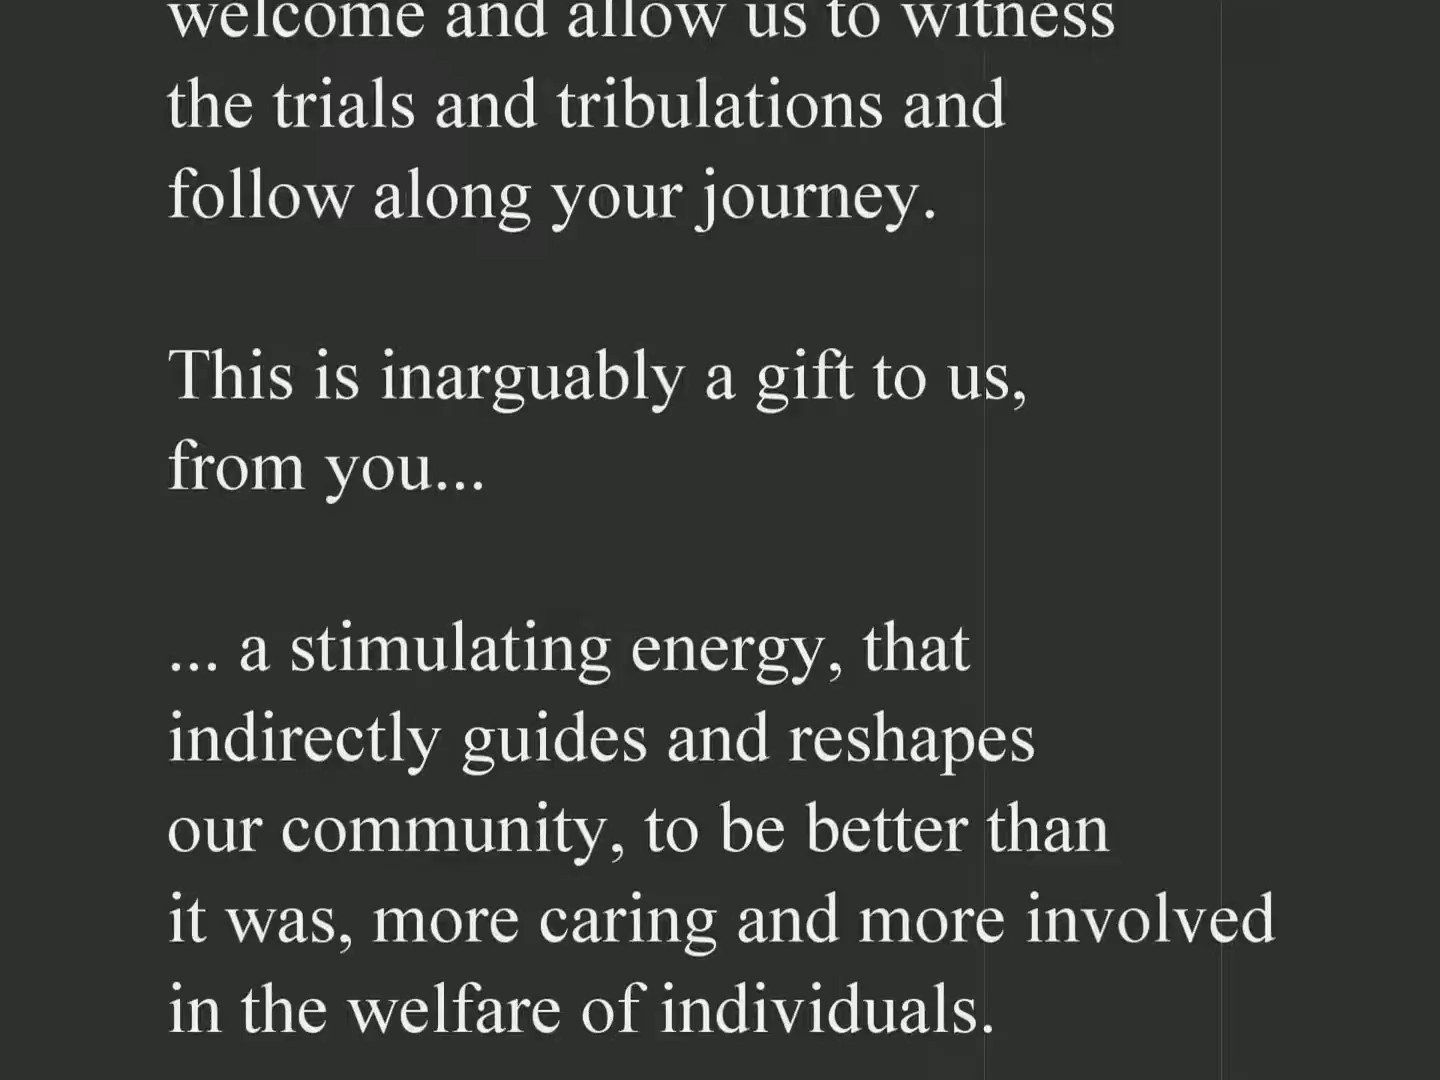 welcome and allow us to witness
the trials and tribulations and
follow along your journey.
This is inarguably a gift to us,
from you...
... a stimulating energy, that
indirectly guides and reshapes
our community, to be better than
it was, more caring and more involved
in the welfare of individuals.